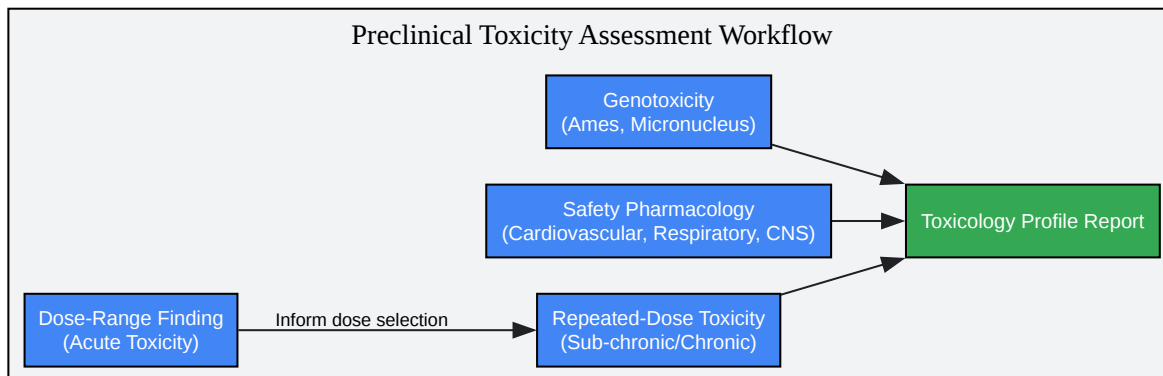 Preclinical Toxicity Assessment Workflow
Genotoxicity
(Ames, Micronucleus)
Safety Pharmacology
(Cardiovascular, Respiratory, CNS)
Toxicology Profile Report
Dose-Range Finding
(Acute Toxicity)
Inform dose selection
Repeated-Dose Toxicity
(Sub-chronic/Chronic)